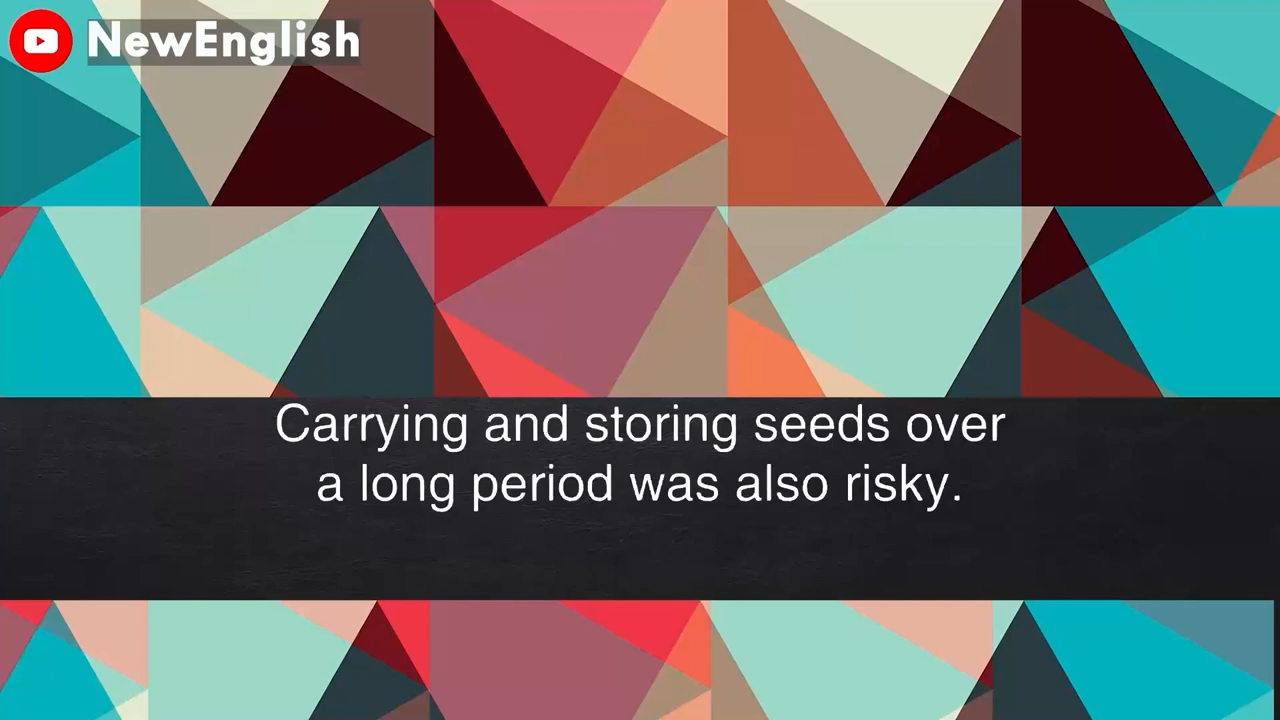 NewEnglish
Carrying and storing seeds over
a long period was also risky.